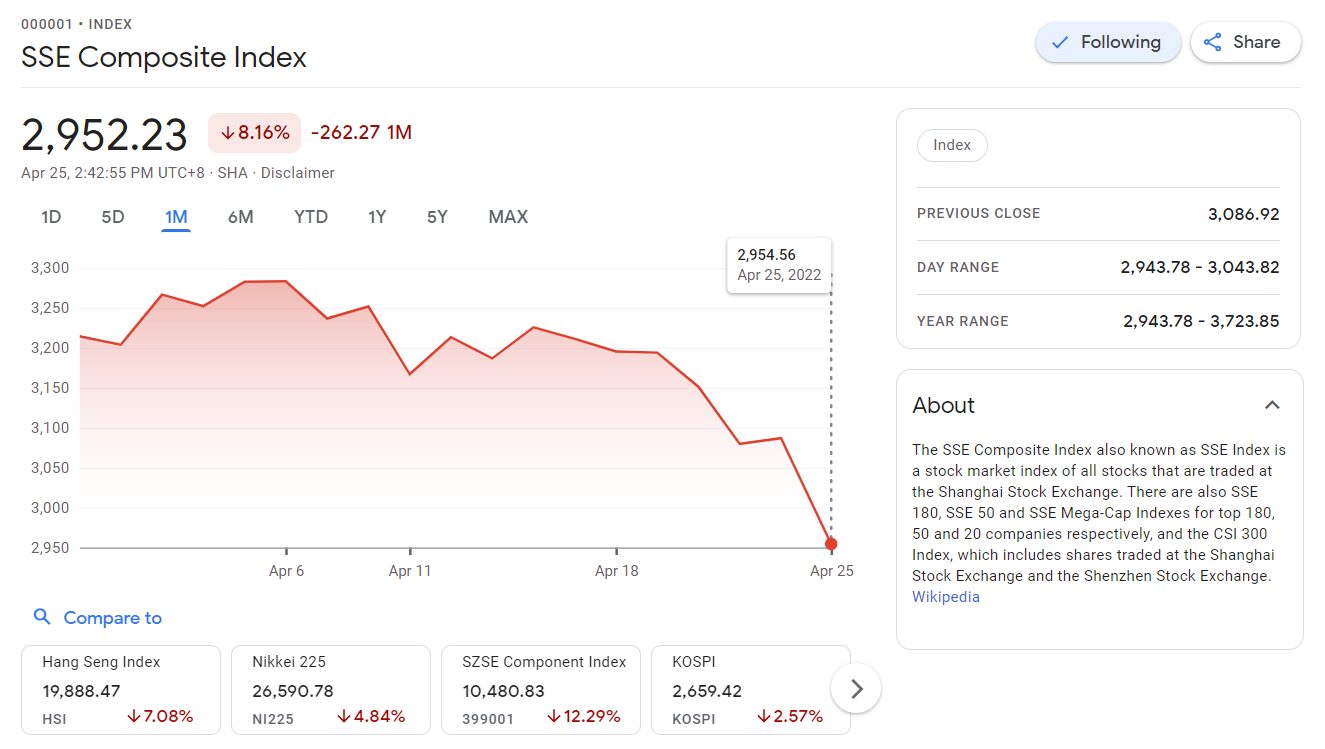 000001 • INDEX
SSE Composite Index
Following
Share
2,952.23
↓8.16%
-262.27 1M
Apr 25, 2:42:55 PM UTC+8 · SHA · Disclaimer
1D 5D 1M 6M YTD 1Y 5Y MAX
2,954.56
Apr 25, 2022
3,300
3,250
3,200
3,150
3,100
3,050
3,000
2,950
Apr 6 Apr 11 Apr 18 Apr 25
Compare to
Hang Seng Index
19,888.47
HSI ↓7.08%
Nikkei 225
26,590.78
NI225 ↓4.84%
SZSE Component Index
10,480.83
399001 ↓12.29%
KOSPI
2,659.42
KOSPI ↓2.57%
Index
PREVIOUS CLOSE 3,086.92
DAY RANGE 2,943.78 - 3,043.82
YEAR RANGE 2,943.78 - 3,723.85
About
The SSE Composite Index also known as SSE Index is
a stock market index of all stocks that are traded at
the Shanghai Stock Exchange. There are also SSE
180, SSE 50 and SSE Mega-Cap Indexes for top 180,
50 and 20 companies respectively, and the CSI 300
Index, which includes shares traded at the Shanghai
Stock Exchange and the Shenzhen Stock Exchange.
Wikipedia